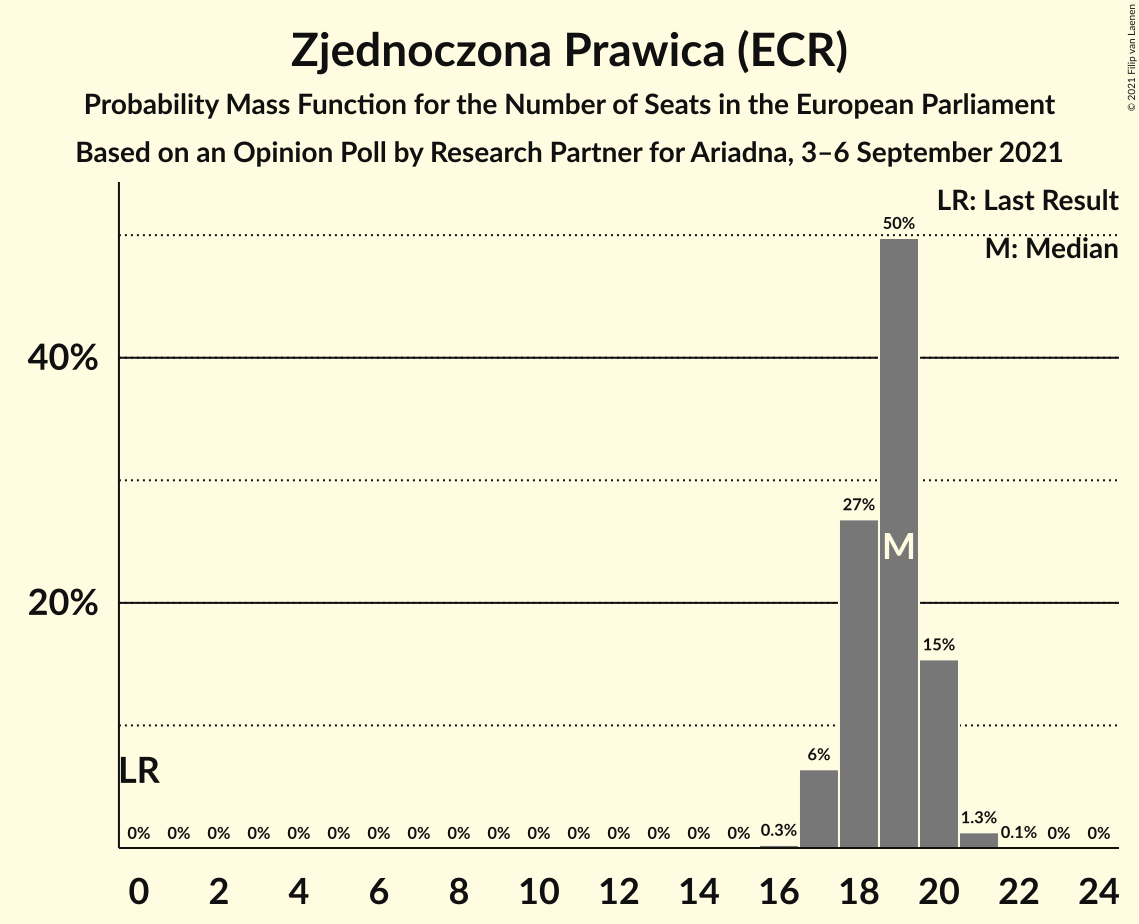 Zjednoczona Prawica (ECR)
Probability Mass Function for the Number of Seats in the European Parliament
Based on an Opinion Poll by Research Partner for Ariadna, 3–6 September 2021
© 2021 Filip van Laenen
LR: Last Result
M: Median
50%
40%
27%
M
20%
15%
6%
LR
0% 0% 0% 0% 0% 0% 0% 0% 0% 0% 0% 0% 0% 0% 0% 0% 0.3% 1.3% 0.1% 0% 0%
0 2 4 6 8 10 12 14 16 18 20 22 24